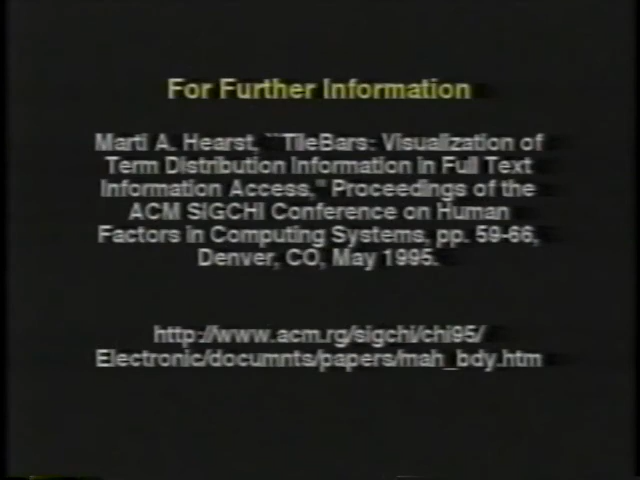 For Further Information
Marti A. Hearst, ``TileBars: Visualization of
Term Distribution Information in Full Text
Information Access," Proceedings of the
ACM SIGCHI Conference on Human
Factors in Computing Systems, pp. 59-66,
Denver, CO, May 1995.
http://www.acm.rg/sigchi/chi95/
Electronic/documnts/papers/mah_bdy.htm